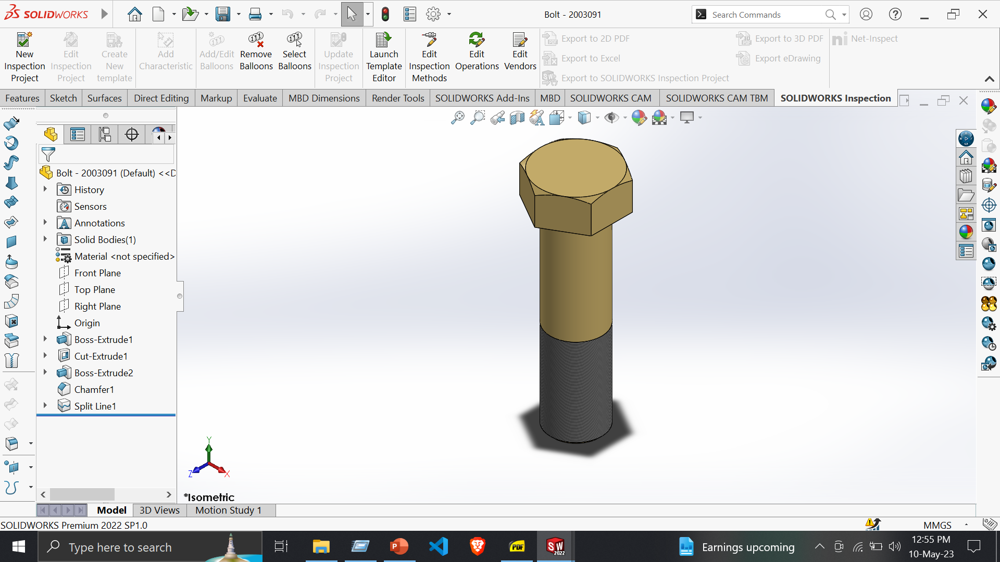 SOLIDWORKS
Bolt - 2003091
Search Commands
New Inspection Project
Edit Inspection Project
Create New template
Add Characteristic
Add/Edit Balloons
Remove Balloons
Select Balloons
Update Inspection Project
Launch Template Editor
Edit Inspection Methods
Edit Operations
Edit Vendors
Export to 2D PDF
Export to Excel
Export to SOLIDWORKS Inspection Project
Export to 3D PDF
Export eDrawing
Net-Inspect
Features
Sketch
Surfaces
Direct Editing
Markup
Evaluate
MBD Dimensions
Render Tools
SOLIDWORKS Add-Ins
MBD
SOLIDWORKS CAM
SOLIDWORKS CAM TBM
SOLIDWORKS Inspection
Bolt - 2003091 (Default) <<D
History
Sensors
Annotations
Solid Bodies(1)
Material <not specified>
Front Plane
Top Plane
Right Plane
Origin
Boss-Extrude1
Cut-Extrude1
Boss-Extrude2
Chamfer1
Split Line1
Y
Z
X
*Isometric
Model
3D Views
Motion Study 1
SOLIDWORKS Premium 2022 SP1.0
MMGS
Type here to search
PDF
SW
2022
Earnings upcoming
12:55 PM
10-May-23